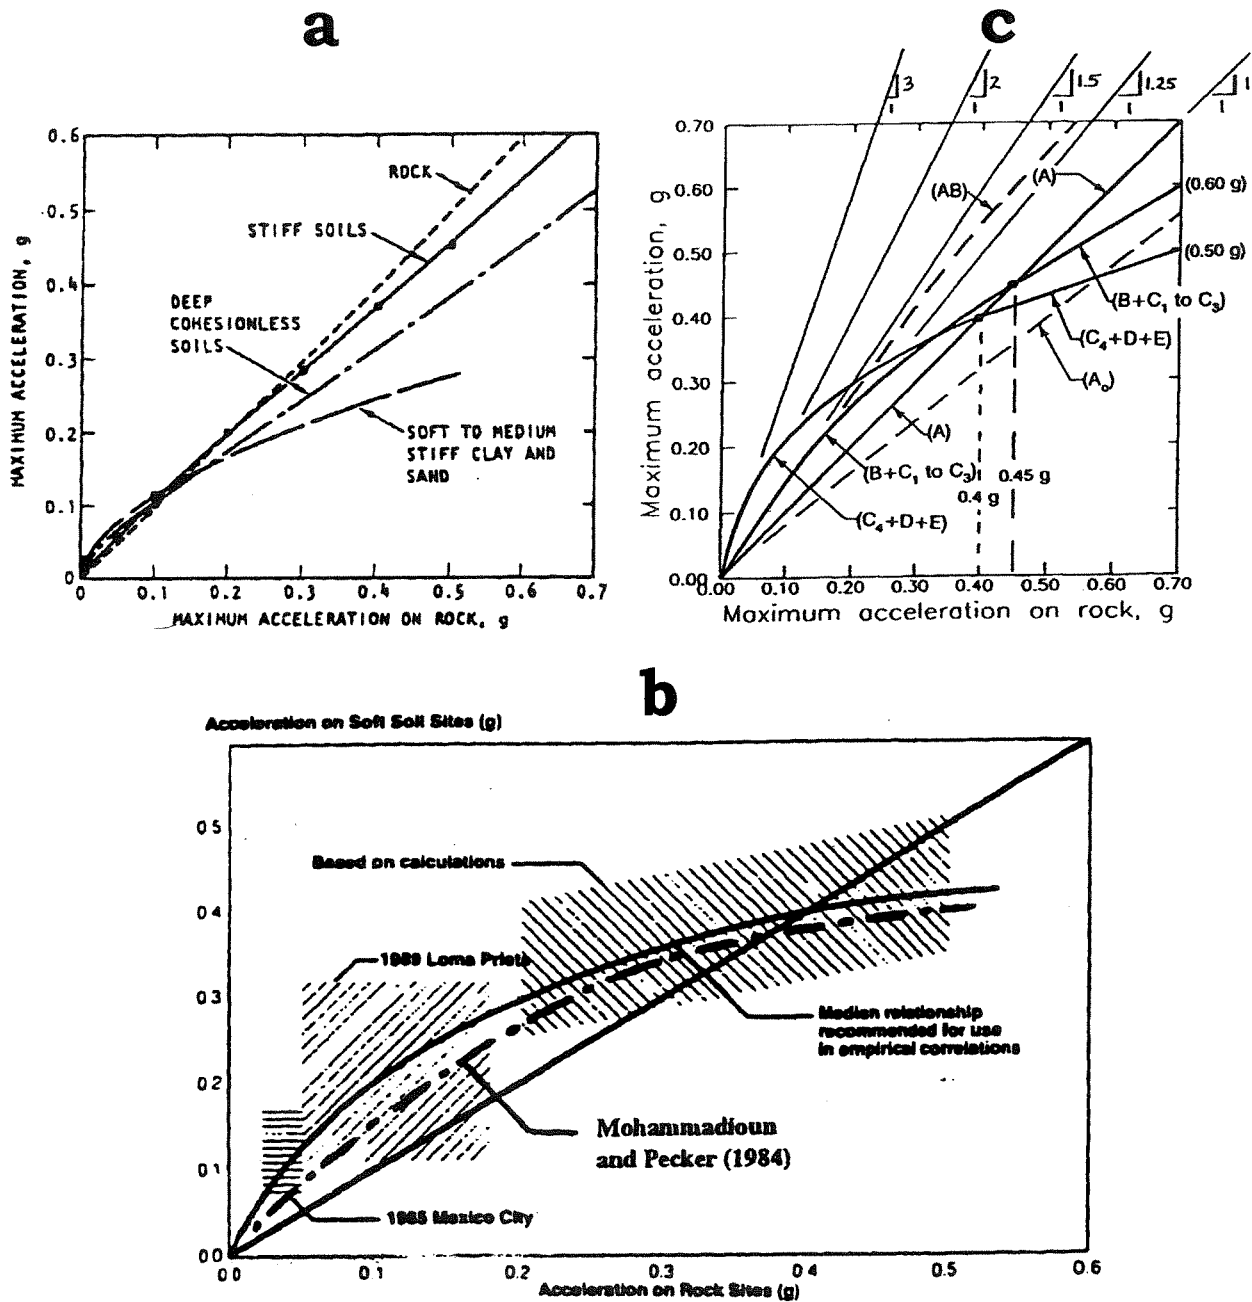 a
0.6
0.5
0.4
0.3
0.2
0.1
0
MAXIMUM ACCELERATION, g
ROCK
STIFF SOILS
DEEP
COHESIONLESS
SOILS
SOFT TO MEDIUM
STIFF CLAY AND
SAND
0 0.1 0.2 0.3 0.4 0.5 0.6 0.7
MAXIMUM ACCELERATION ON ROCK, g
c
3
1
2
1
1.5
1
1.25
1
1
1
0.70
0.60
0.50
0.40
0.30
0.20
0.10
0.00
Maximum acceleration, g
(AB)
(A)
(0.60 g)
(0.50 g)
(B+C₁ to C₃)
(C₄+D+E)
(Aₒ)
(A)
(B+C₁ to C₃)
0.45 g
0.4 g
(C₄+D+E)
0.00 0.10 0.20 0.30 0.40 0.50 0.60 0.70
Maximum acceleration on rock, g
b
Acceleration on Soft Soil Sites (g)
0.5
0.4
0.3
0.2
0.1
0.0
Based on calculations
1989 Loma Prieta
Median relationship
recommended for use
in empirical correlations
Mohammadioun
and Pecker (1984)
1985 Mexico City
0.0 0.1 0.2 0.3 0.4 0.5 0.6
Acceleration on Rock Sites (g)